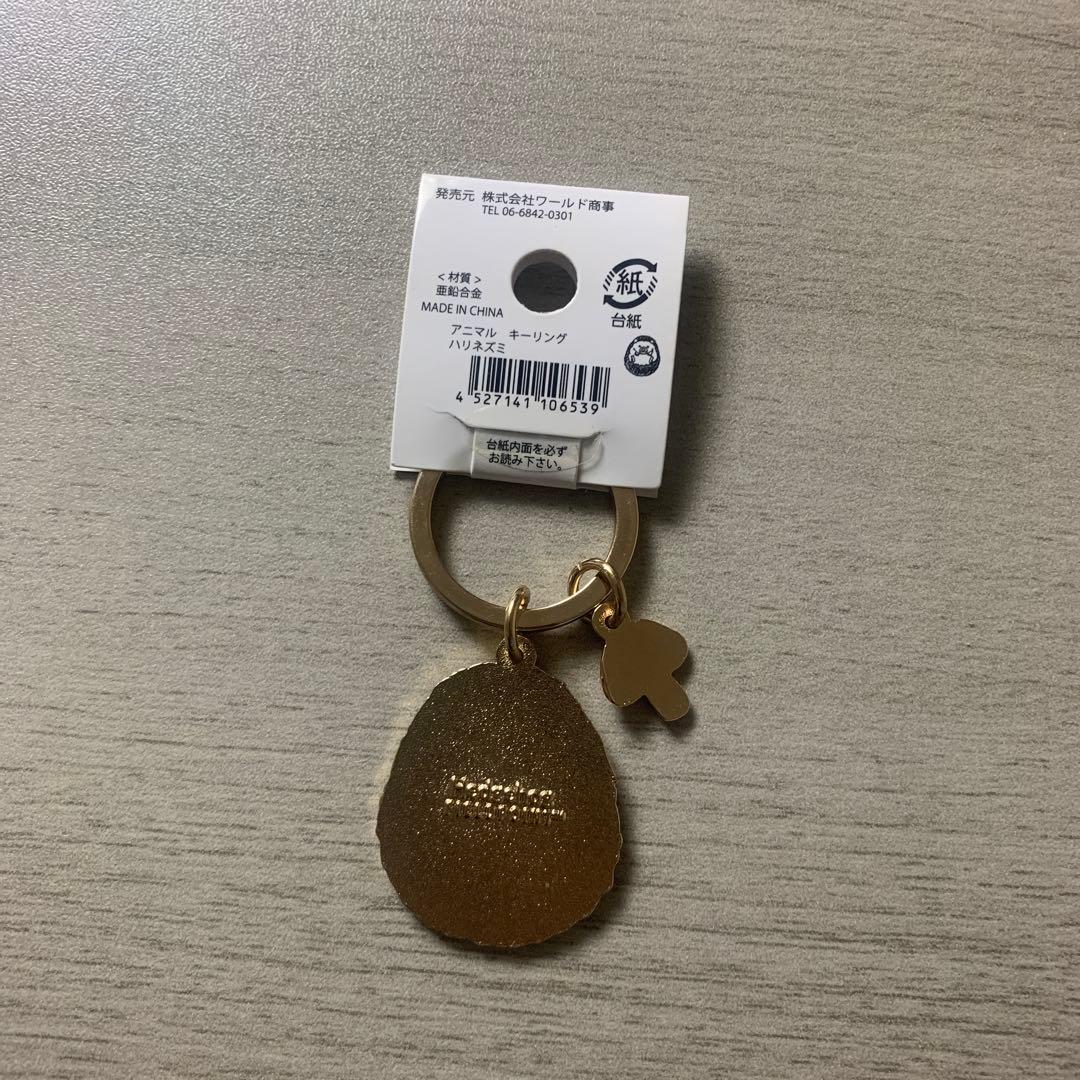 発売元 株式会社ワールド商事
TEL 06-6842-0301
紙
台紙
＜材質＞
亜鉛合金
MADE IN CHINA
アニマル キーリング
ハリネズミ
4 527141 106539
台紙内面を必ず
お読み下さい。
Hedgehog